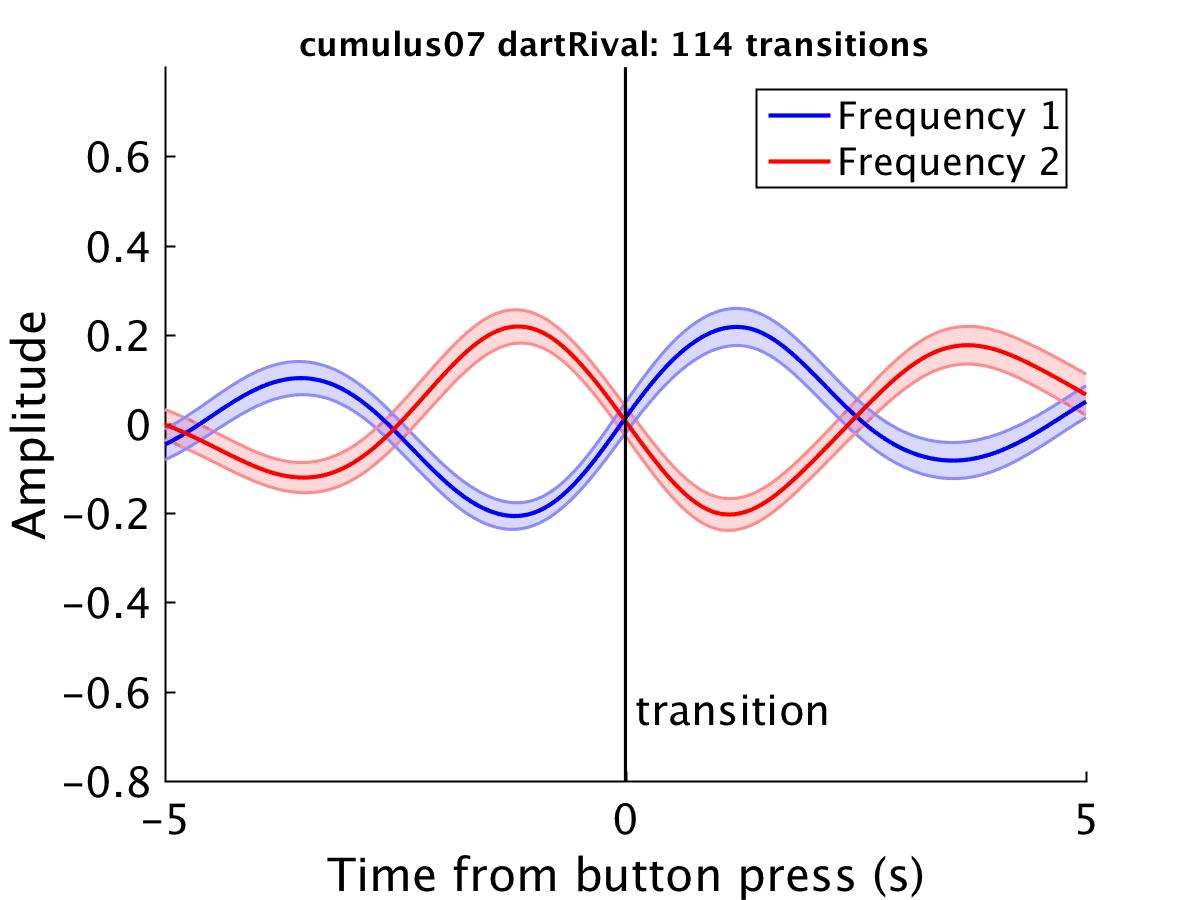 cumulus07 dartRival: 114 transitions
Frequency 1
Frequency 2
0.6
0.4
0.2
0
−0.2
−0.4
−0.6
−0.8
Amplitude
transition
−5
0
5
Time from button press (s)